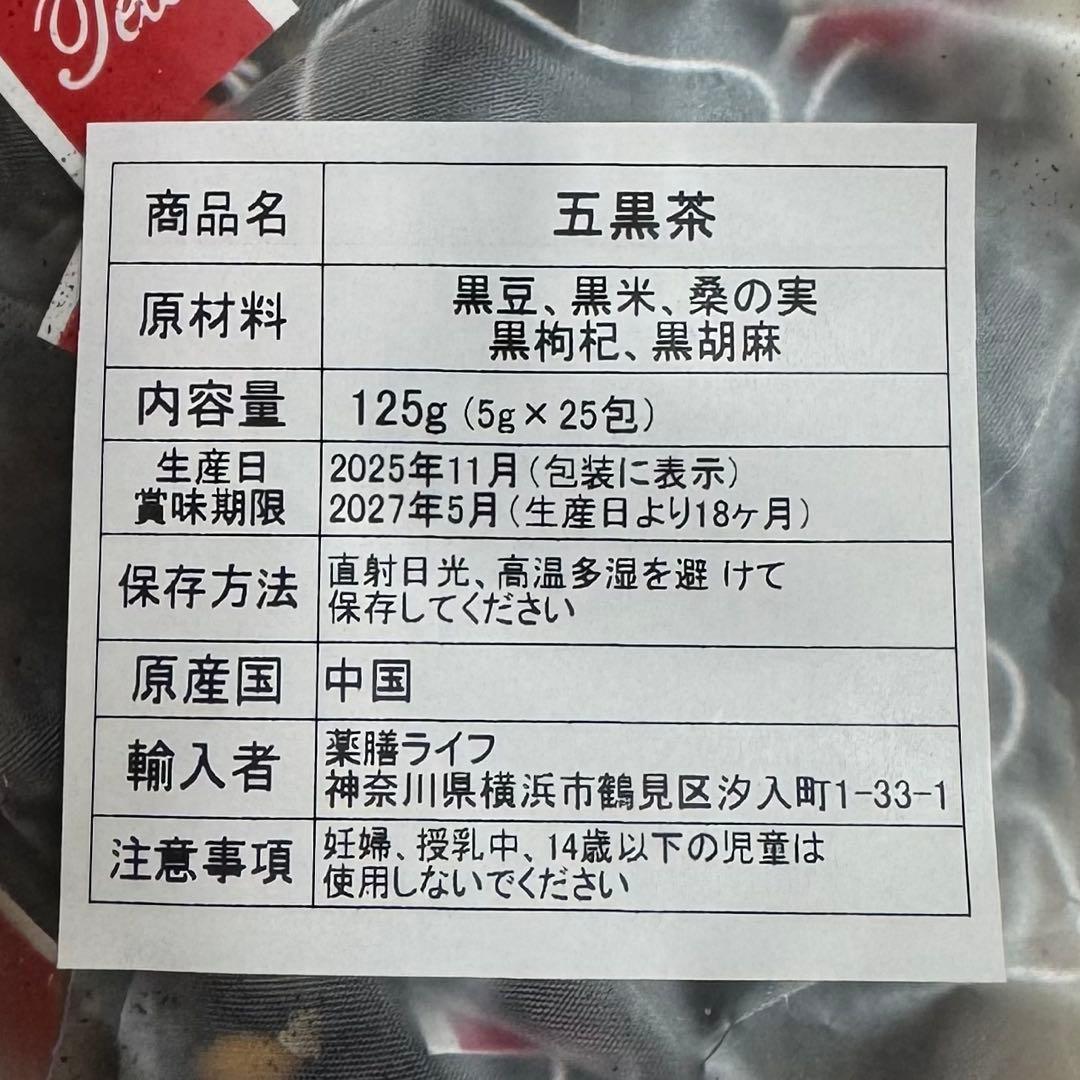 Tea
商品名 五黒茶
原材料 黒豆、黒米、桑の実
黒枸杞、黒胡麻
内容量 125g (5g×25包)
生産日 2025年11月(包装に表示)
賞味期限 2027年5月(生産日より18ヶ月)
保存方法 直射日光、高温多湿を避 けて
保存してください
原産国 中国
輸入者 薬膳ライフ
神奈川県横浜市鶴見区汐入町1-33-1
注意事項 妊婦、授乳中、14歳以下の児童は
使用しないでください